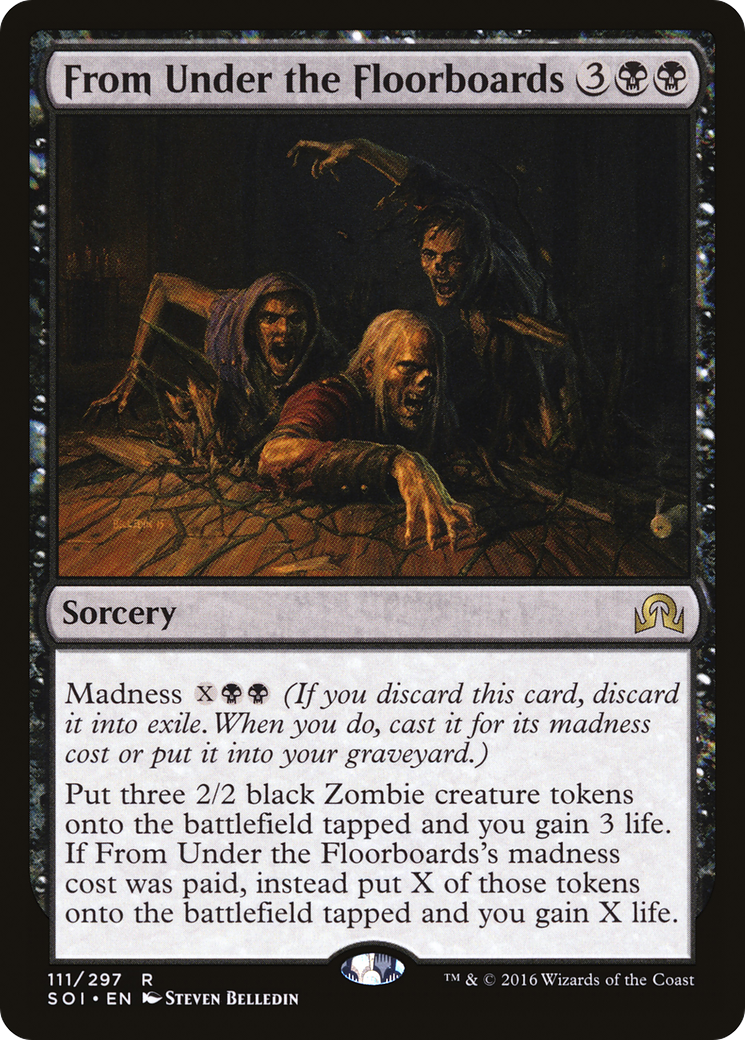 From Under the Floorboards 3
BELLEDIN 15
Sorcery
Madness X (If you discard this card, discard
it into exile. When you do, cast it for its madness
cost or put it into your graveyard.)
Put three 2/2 black Zombie creature tokens
onto the battlefield tapped and you gain 3 life.
If From Under the Floorboards's madness
cost was paid, instead put X of those tokens
onto the battlefield tapped and you gain X life.
111/297 R
SOI • EN Steven Belledin
™ & © 2016 Wizards of the Coast